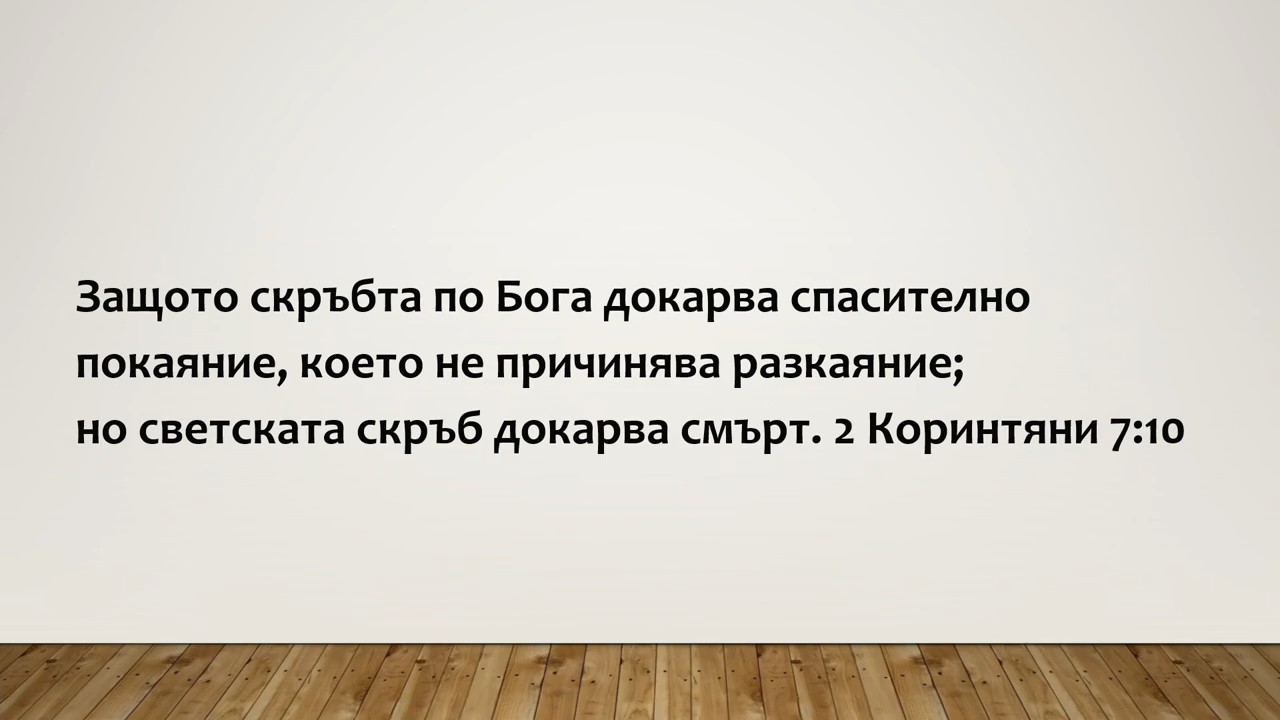 Защото скръбта по Бога докарва спасително
покаяние, което не причинява разкаяние;
но светската скръб докарва смърт. 2 Коринтяни 7:10